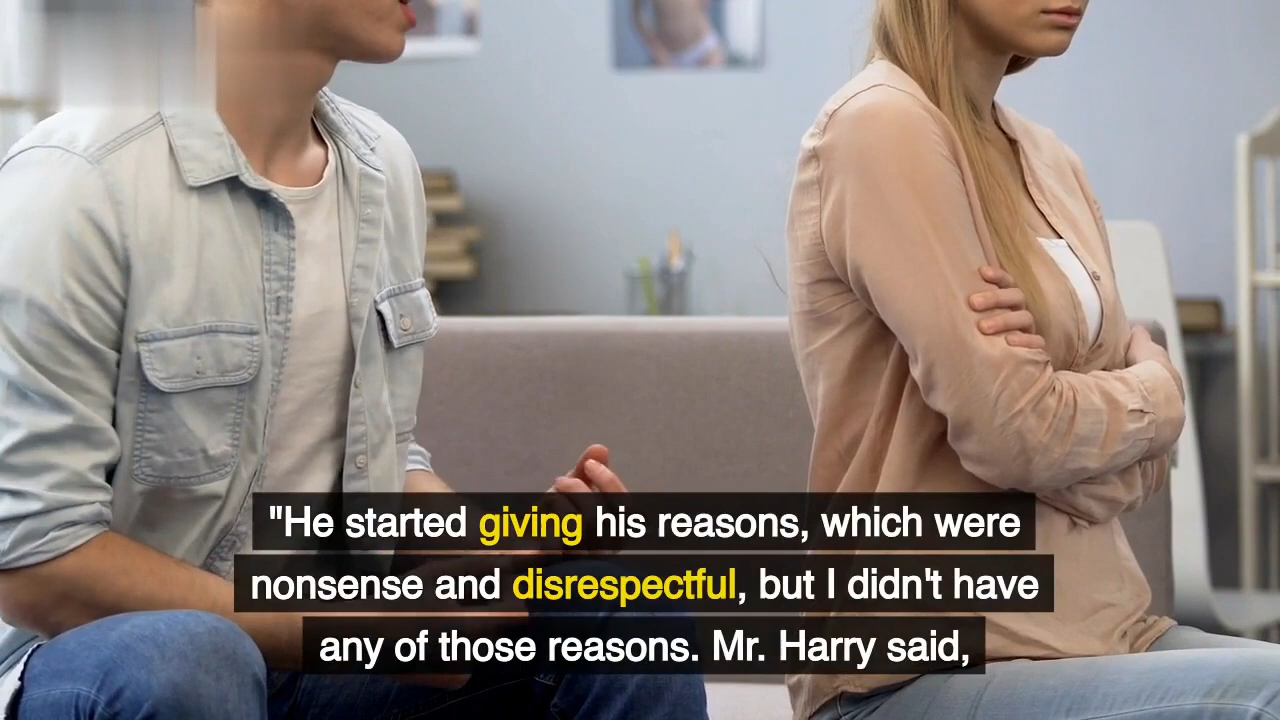 "He started giving his reasons, which were
nonsense and disrespectful, but I didn't have
any of those reasons. Mr. Harry said,